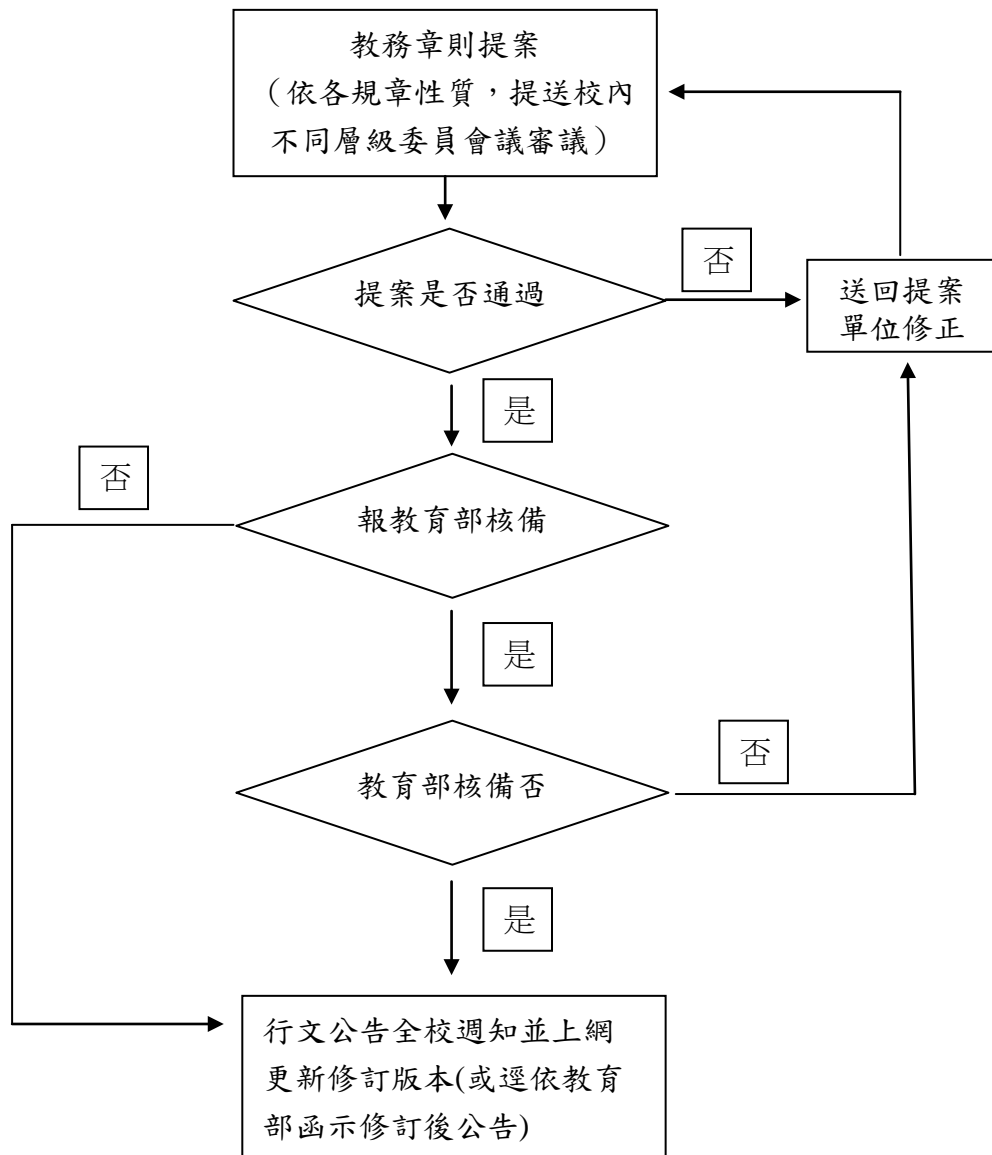 教務章則提案
（依各規章性質，提送校內
不同層級委員會議審議）
提案是否通過
否
送回提案
單位修正
是
否
報教育部核備
是
教育部核備否
否
是
行文公告全校週知並上網
更新修訂版本(或逕依教育
部函示修訂後公告)